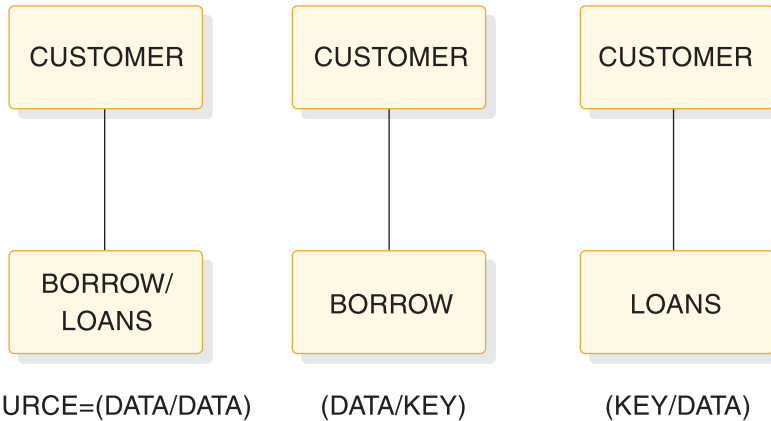 CUSTOMER
CUSTOMER
CUSTOMER
BORROW/
LOANS
BORROW
LOANS
URCE=(DATA/DATA)
(DATA/KEY)
(KEY/DATA)